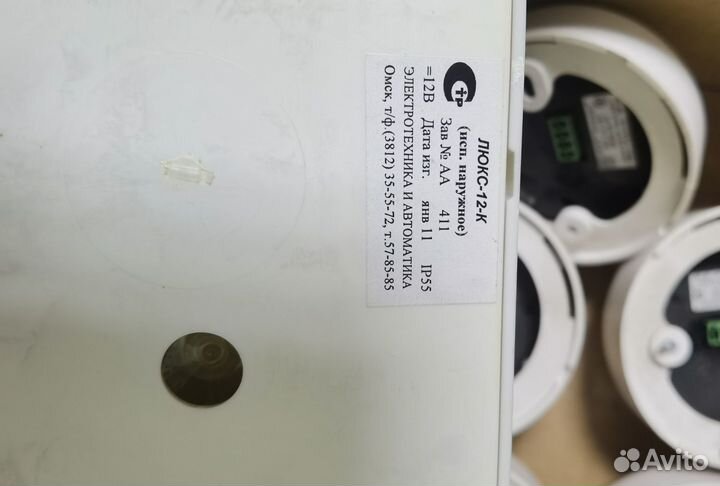 ЛЮКС-12-К
(исп. наружное)
Зав № АА 411
=12В Дата изг. янв 11 IP55
ЭЛЕКТРОТЕХНИКА И АВТОМАТИКА
Омск, т/ф.(3812) 35-55-72, т.57-85-85
Avito